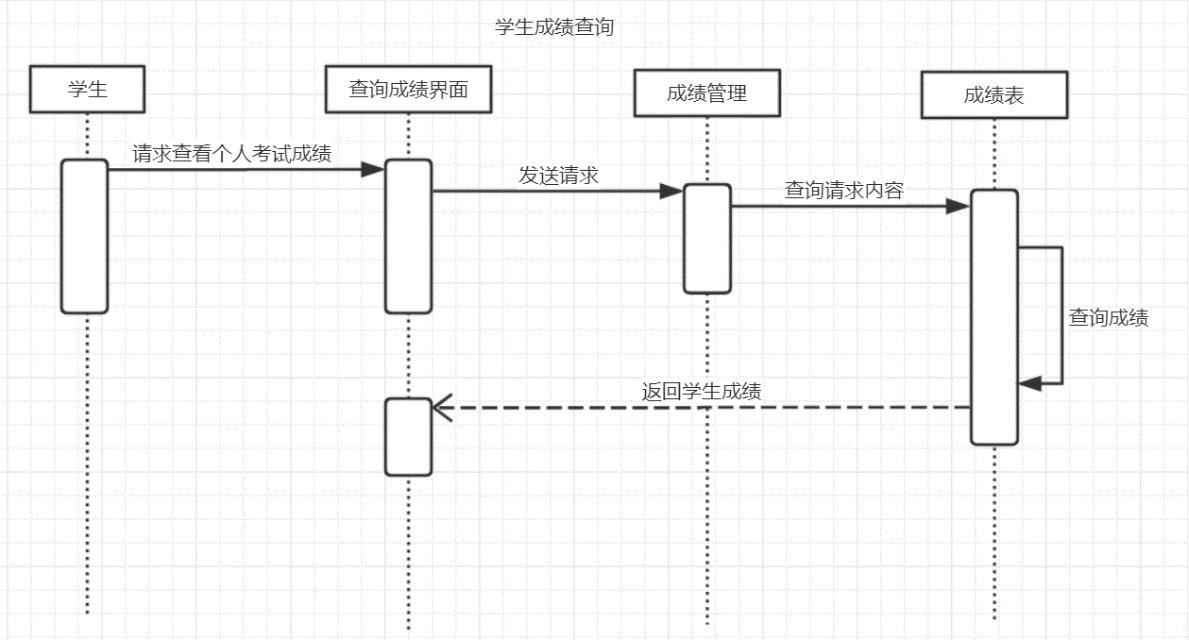 学生成绩查询
学生
查询成绩界面
成绩管理
成绩表
请求查看个人考试成绩
发送请求
查询请求内容
查询成绩
返回学生成绩